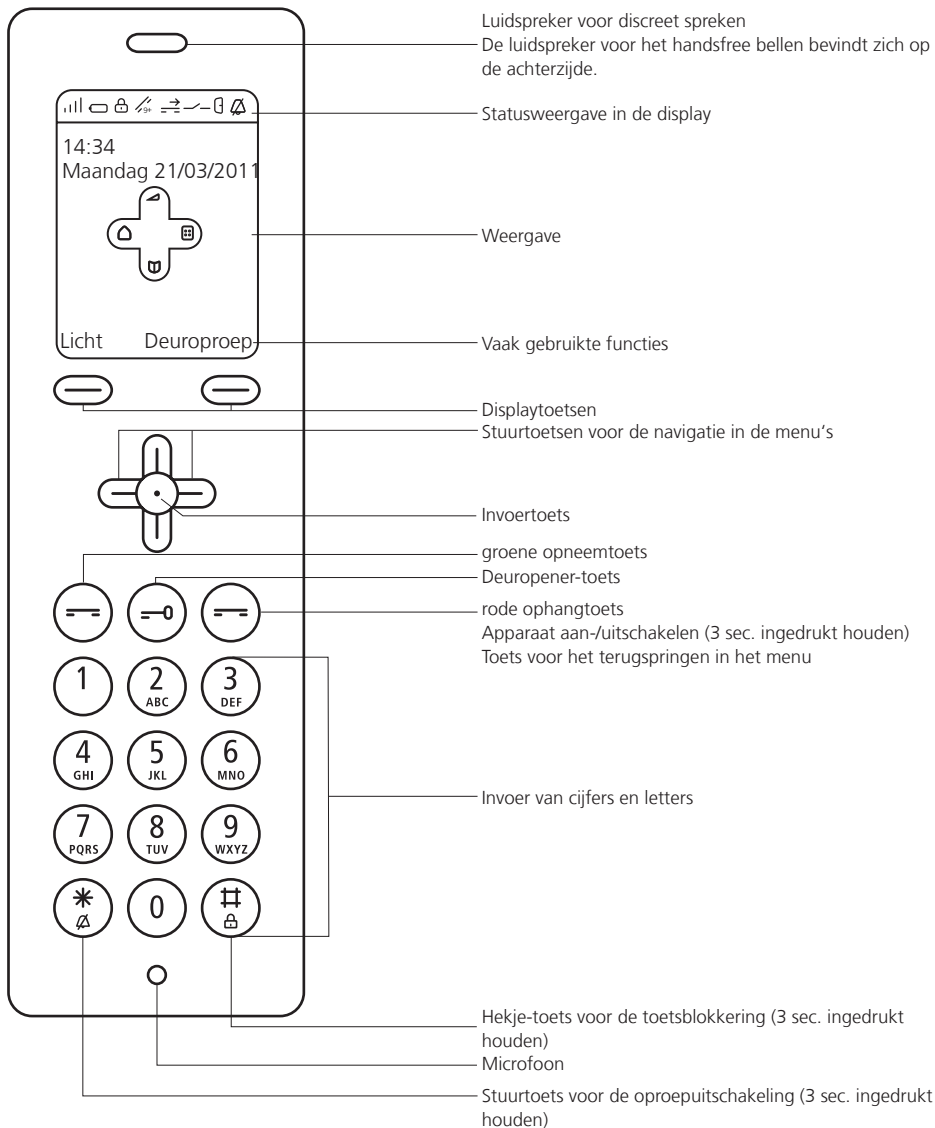 Luidspreker voor discreet spreken
De luidspreker voor het handsfree bellen bevindt zich op
de achterzijde.
9+
Statusweergave in de display
14:34
Maandag 21/03/2011
Weergave
Licht Deuroproep
Vaak gebruikte functies
Displaytoetsen
Stuurtoetsen voor de navigatie in de menu‘s
Invoertoets
groene opneemtoets
Deuropener-toets
rode ophangtoets
Apparaat aan-/uitschakelen (3 sec. ingedrukt houden)
Toets voor het terugspringen in het menu
1 2 3
ABC DEF
4 5 6
GHI JKL MNO
Invoer van cijfers en letters
7 8 9
PQRS TUV WXYZ
* 0 #
Hekje-toets voor de toetsblokkering (3 sec. ingedrukt
houden)
Microfoon
Stuurtoets voor de oproepuitschakeling (3 sec. ingedrukt
houden)